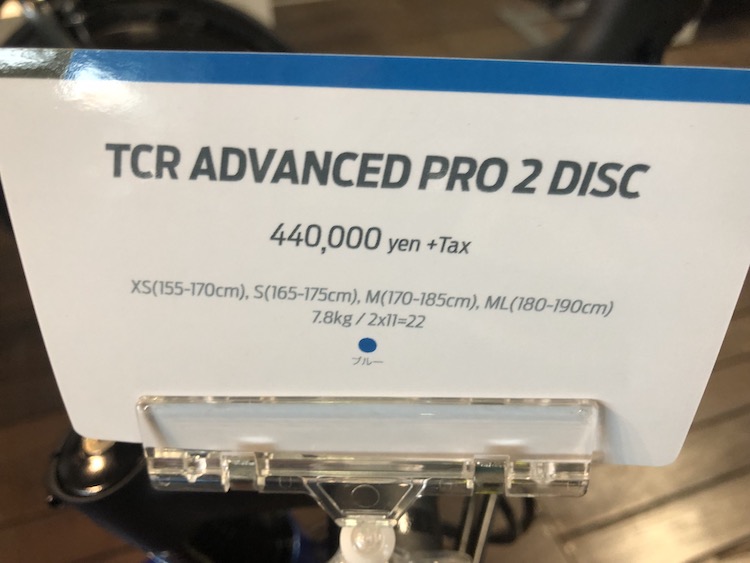 TCR ADVANCED PRO 2 DISC
440,000 yen +Tax
XS(155-170cm), S(165-175cm), M(170-185cm), ML(180-190cm)
7.8kg / 2x11=22
ブルー